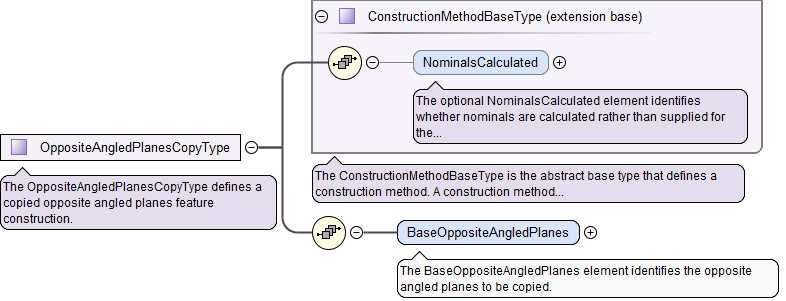 ConstructionMethodBaseType (extension base)
NominalsCalculated
The optional NominalsCalculated element identifies
whether nominals are calculated rather than supplied for
the...
OppositeAngledPlanesCopyType
The OppositeAngledPlanesCopyType defines a
copied opposite angled planes feature
construction.
The ConstructionMethodBaseType is the abstract base type that defines a
construction method. A construction method...
BaseOppositeAngledPlanes
The BaseOppositeAngledPlanes element identifies the opposite
angled planes to be copied.